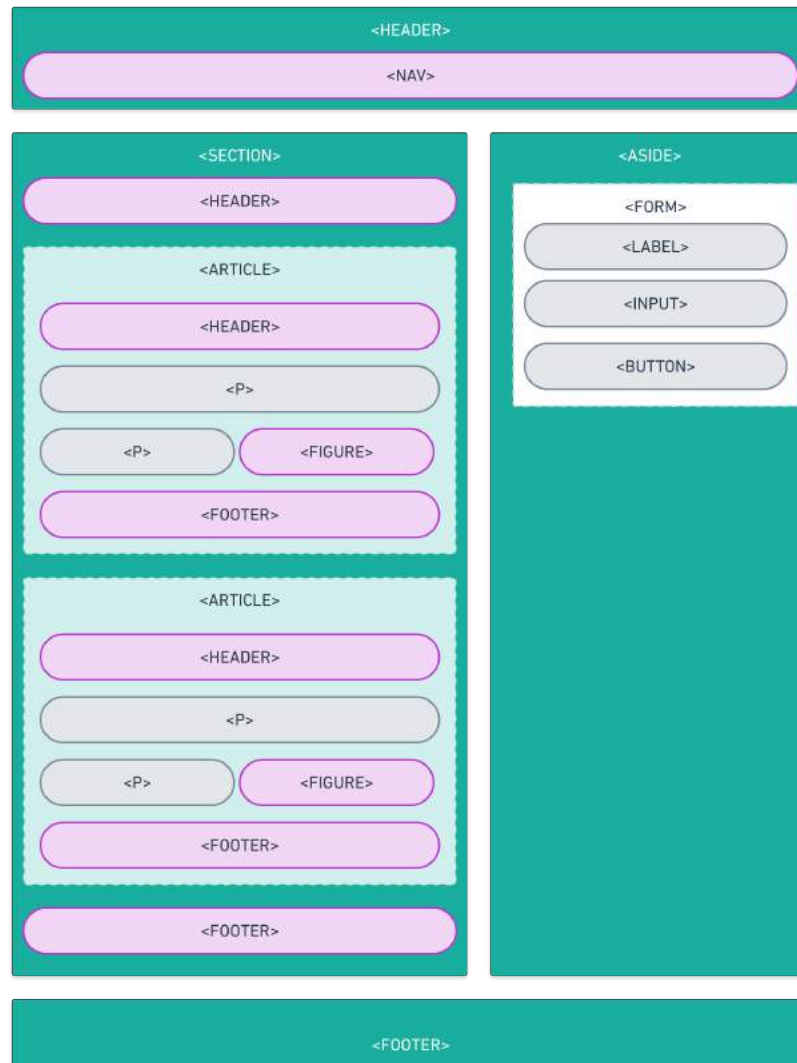 <HEADER>
<NAV>
<SECTION>
<HEADER>
<ARTICLE>
<HEADER>
<P>
<P> <FIGURE>
<FOOTER>
<ARTICLE>
<HEADER>
<P>
<P> <FIGURE>
<FOOTER>
<FOOTER>
<ASIDE>
<FORM>
<LABEL>
<INPUT>
<BUTTON>
<FOOTER>